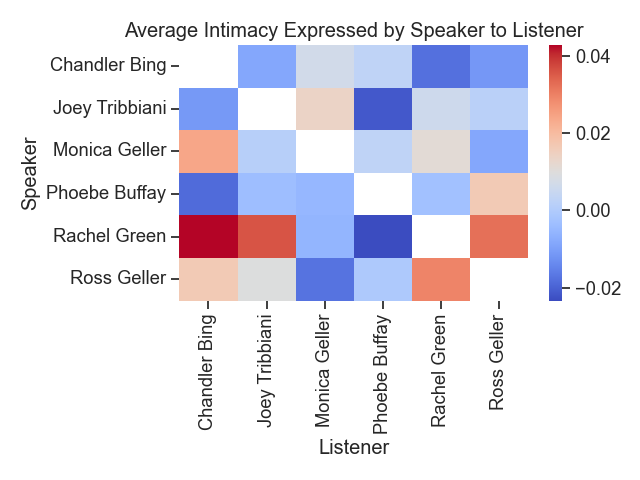 Average Intimacy Expressed by Speaker to Listener
Speaker
Chandler Bing
Joey Tribbiani
Monica Geller
Phoebe Buffay
Rachel Green
Ross Geller
0.04
0.02
0.00
−0.02
Chandler Bing
Joey Tribbiani
Monica Geller
Phoebe Buffay
Rachel Green
Ross Geller
Listener